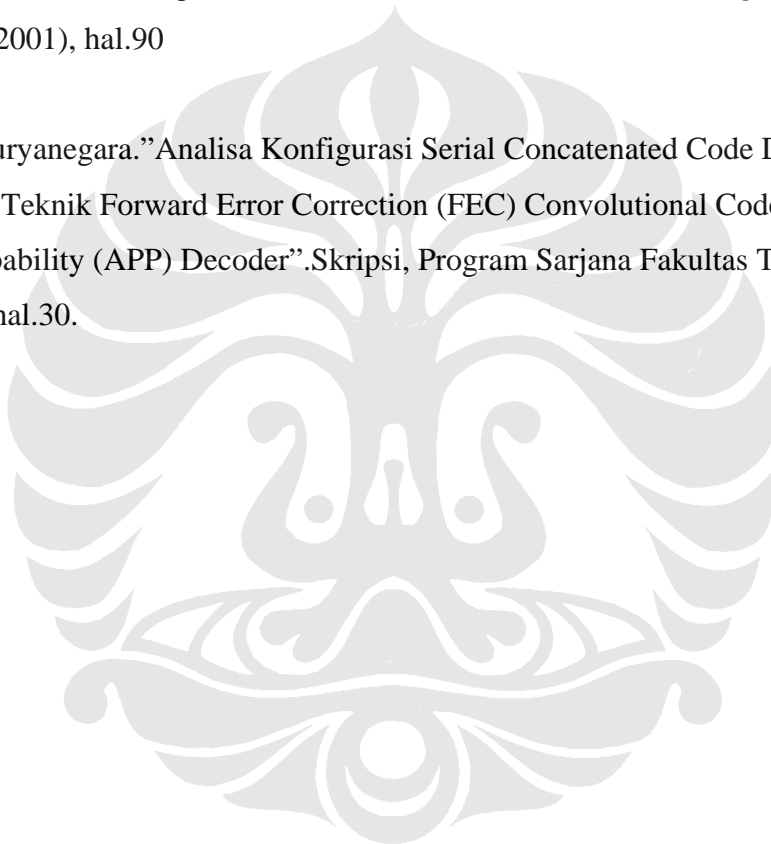 2001), hal.90
uryanegara.”Analisa Konfigurasi Serial Concatenated Code
Teknik Forward Error Correction (FEC) Convolutional Code
bability (APP) Decoder”.Skripsi, Program Sarjana Fakultas T
hal.30.